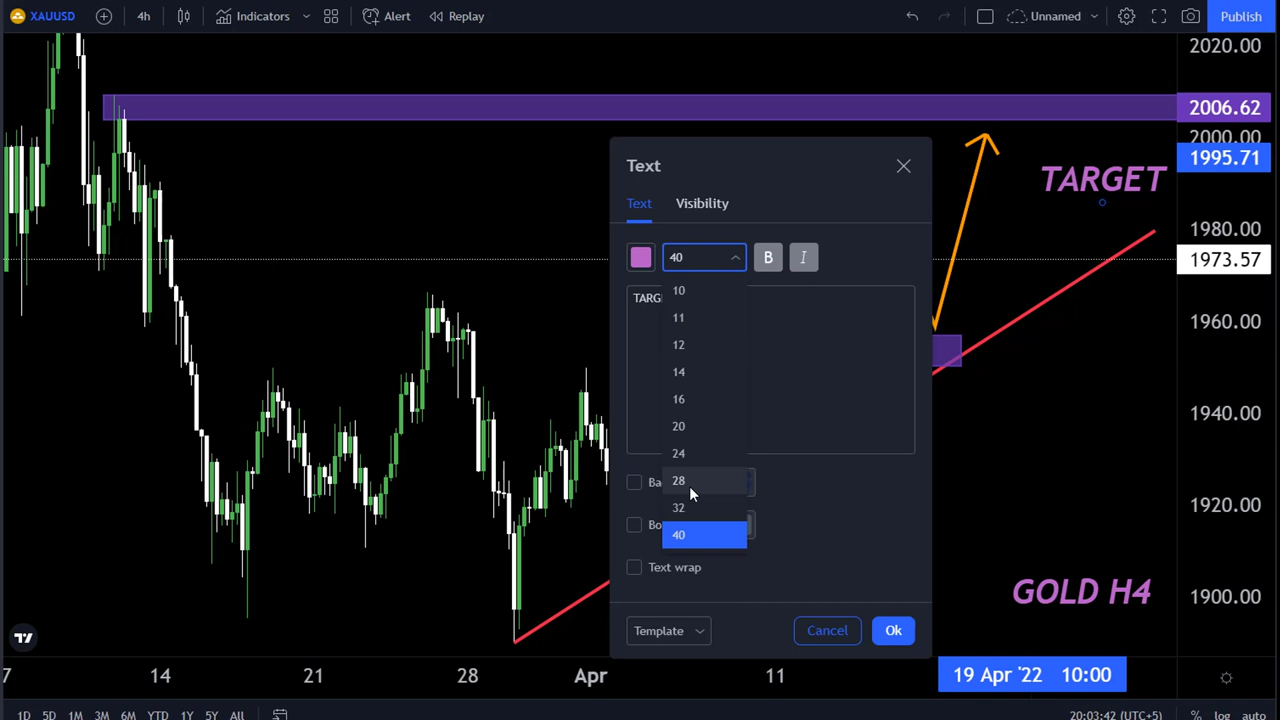 XAUUSD
4h
Indicators
Alert
Replay
Unnamed
Publish
2020.00
2006.62
2000.00
1995.71
TARGET
1980.00
1973.57
1960.00
1940.00
1920.00
1900.00
Text
Text
Visibility
40
B
I
10
11
12
14
16
20
24
28
32
40
Text wrap
Template
Cancel
Ok
GOLD H4
7
14
21
28
Apr
11
19 Apr '22 10:00
1D
5D
1M
3M
6M
YTD
1Y
5Y
All
20:03:42 (UTC+5)
%
log
auto